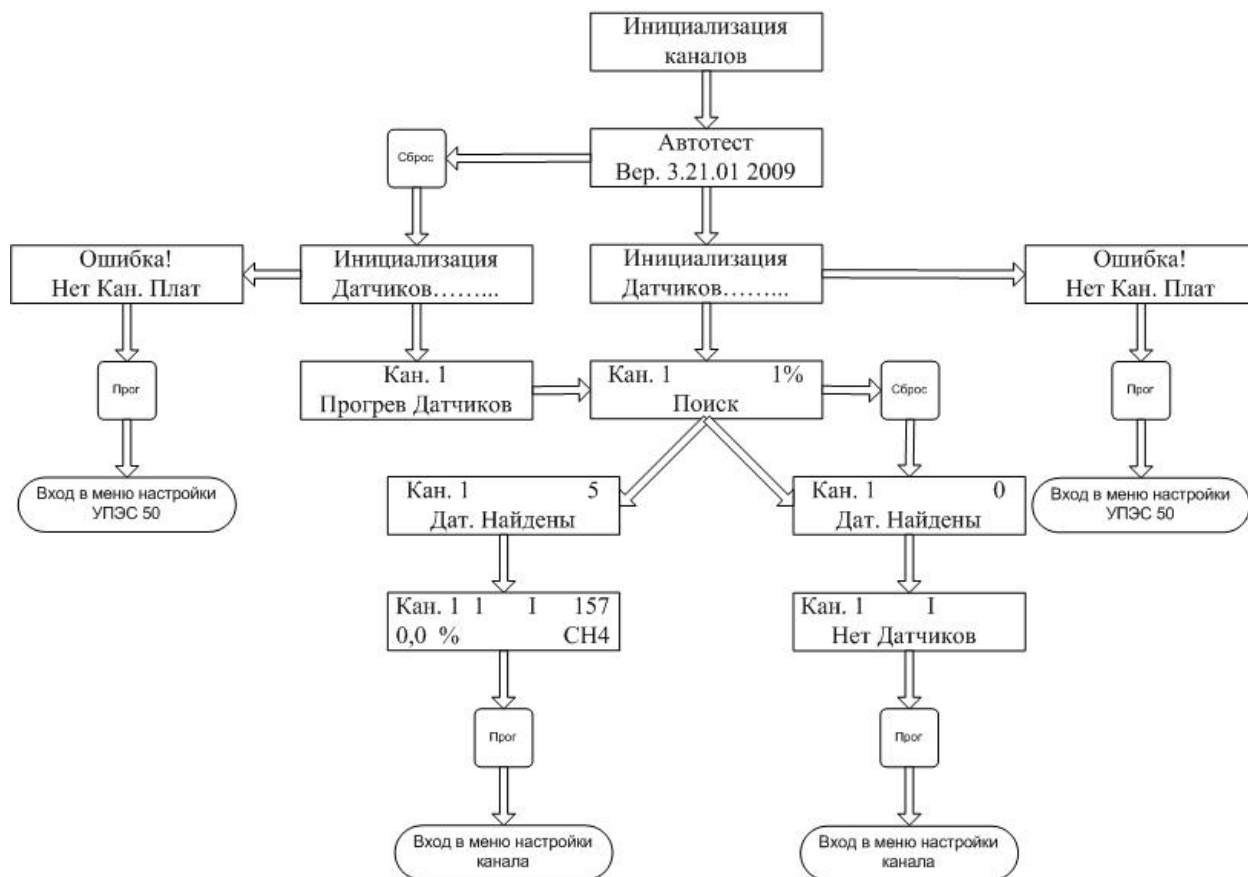 Инициализация
каналов
Сброс
Автотест
Вер. 3.21.01 2009
Ошибка!
Нет Кан. Плат
Инициализация
Датчиков……...
Инициализация
Датчиков……...
Ошибка!
Нет Кан. Плат
Прог
Кан. 1
Прогрев Датчиков
Кан. 1 1%
Поиск
Сброс
Прог
Вход в меню настройки
УПЭС 50
Кан. 1 5
Дат. Найдены
Кан. 1 0
Дат. Найдены
Вход в меню настройки
УПЭС 50
Кан. 1 1 I 157
0,0 % CH4
Кан. 1 I
Нет Датчиков
Прог
Прог
Вход в меню настройки
канала
Вход в меню настройки
канала